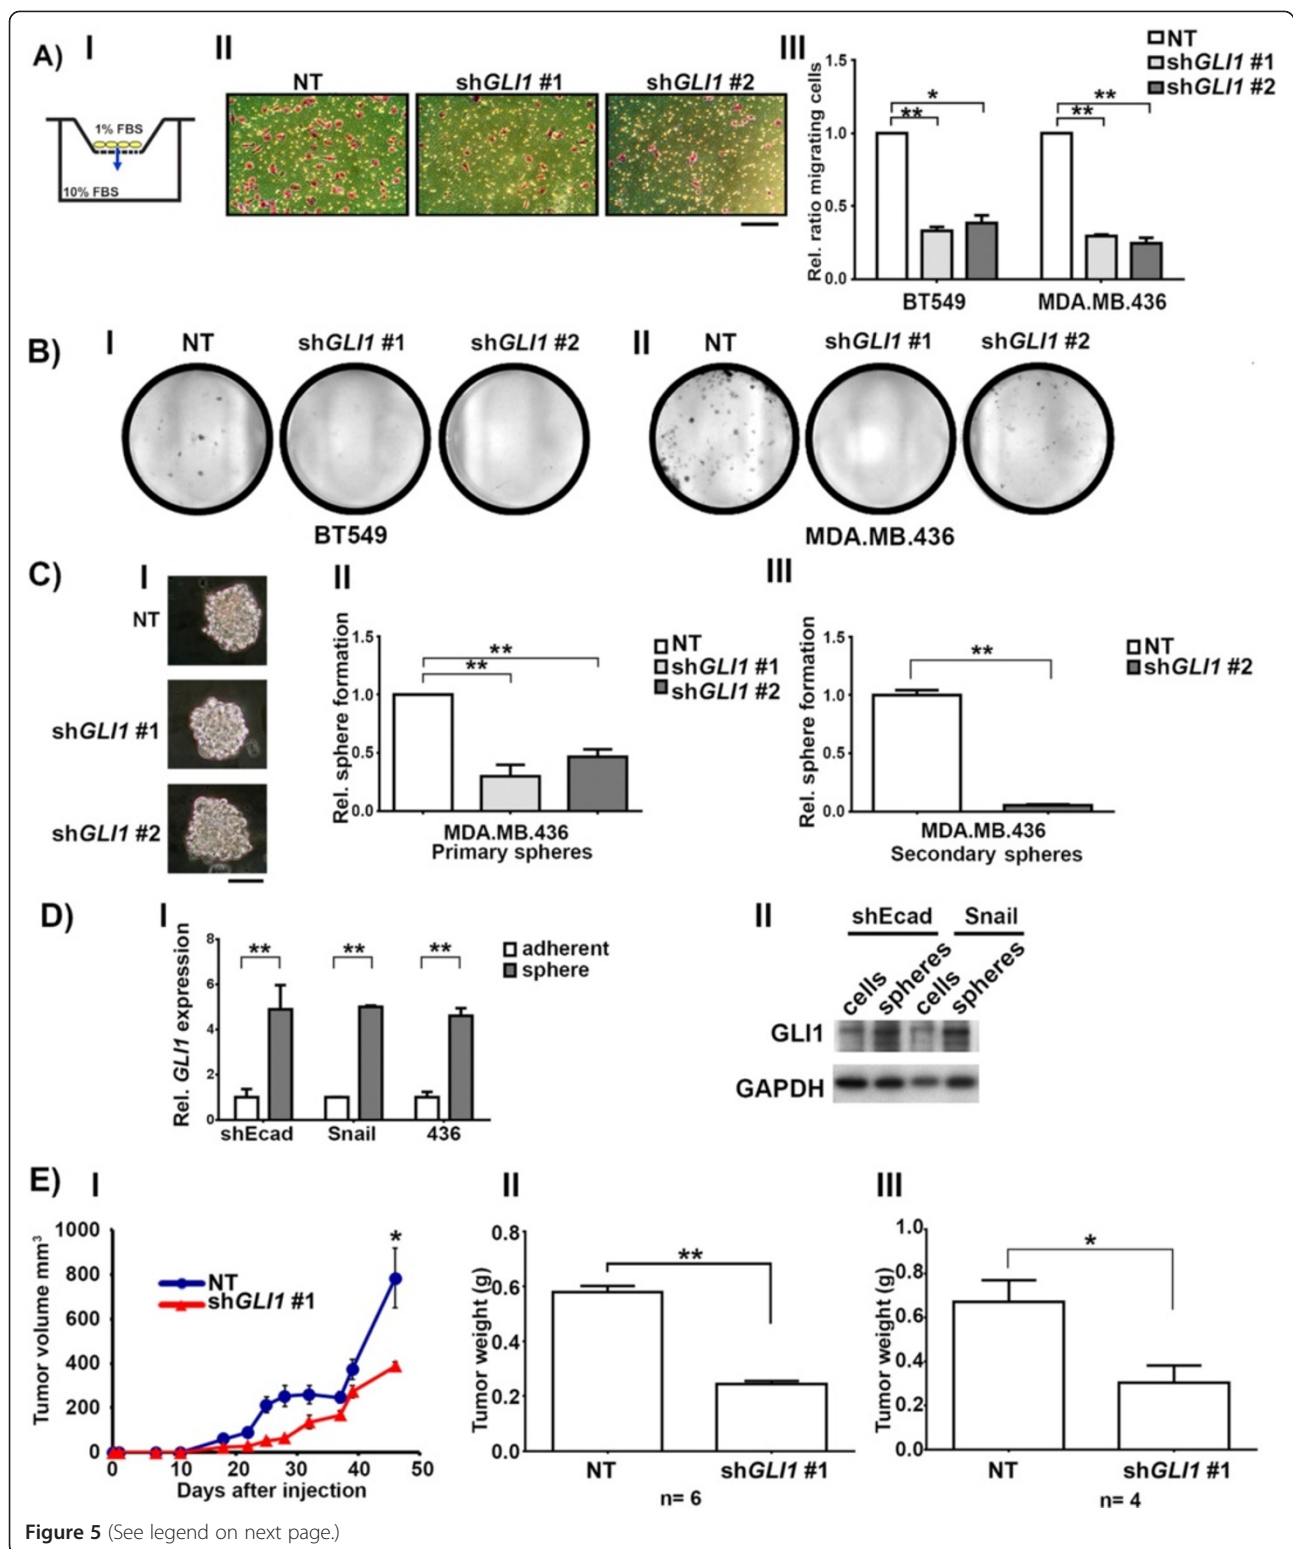 A)
I
1% FBS
10% FBS
II
NT shGLI1 #1 shGLI1 #2
III
NT
shGLI1 #1
shGLI1 #2
Rel. ratio migrating cells
1.5
1.0
0.5
0.0
** *
** **
BT549 MDA.MB.436
B)
I
NT shGLI1 #1 shGLI1 #2
BT549
II
NT shGLI1 #1 shGLI1 #2
MDA.MB.436
C)
I
NT
shGLI1 #1
shGLI1 #2
II
Rel. sphere formation
1.5
1.0
0.5
0.0
**
**
NT
shGLI1 #1
shGLI1 #2
MDA.MB.436
Primary spheres
III
Rel. sphere formation
1.5
1.0
0.5
0.0
**
NT
shGLI1 #2
MDA.MB.436
Secondary spheres
D)
I
Rel. GLI1 expression
8
6
4
2
0
** ** **
adherent
sphere
shEcad Snail 436
II
shEcad Snail
cells spheres cells spheres
GLI1
GAPDH
E)
I
Tumor volume mm³
1000
800
600
400
200
0
*
NT
shGLI1 #1
0 10 20 30 40 50
Days after injection
II
Tumor weight (g)
0.8
0.6
0.4
0.2
0.0
**
NT shGLI1 #1
n= 6
III
Tumor weight (g)
1.0
0.8
0.6
0.4
0.2
0.0
*
NT shGLI1 #1
n= 4
Figure 5 (See legend on next page.)